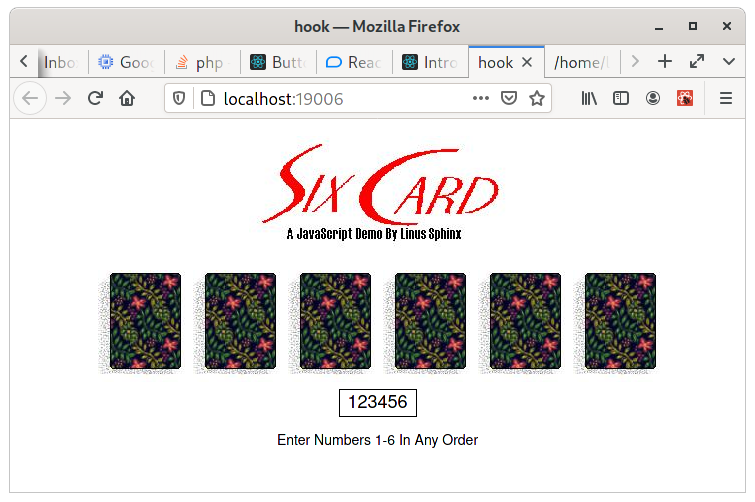 hook — Mozilla Firefox
Inbo
Goo
php
Butt
Reac
Intro
hook
/home/
localhost:19006
SIX CARD
A JavaScript Demo By Linus Sphinx
123456
Enter Numbers 1-6 In Any Order